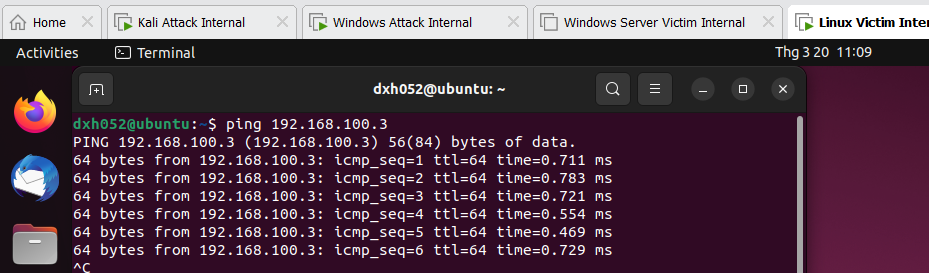 Home
Kali Attack Internal
Windows Attack Internal
Windows Server Victim Internal
Linux Victim Inter
Activities
Terminal
Thg 3 20 11:09
dxh052@ubuntu: ~
dxh052@ubuntu:~$ ping 192.168.100.3
PING 192.168.100.3 (192.168.100.3) 56(84) bytes of data.
64 bytes from 192.168.100.3: icmp_seq=1 ttl=64 time=0.711 ms
64 bytes from 192.168.100.3: icmp_seq=2 ttl=64 time=0.783 ms
64 bytes from 192.168.100.3: icmp_seq=3 ttl=64 time=0.721 ms
64 bytes from 192.168.100.3: icmp_seq=4 ttl=64 time=0.554 ms
64 bytes from 192.168.100.3: icmp_seq=5 ttl=64 time=0.469 ms
64 bytes from 192.168.100.3: icmp_seq=6 ttl=64 time=0.729 ms
^C